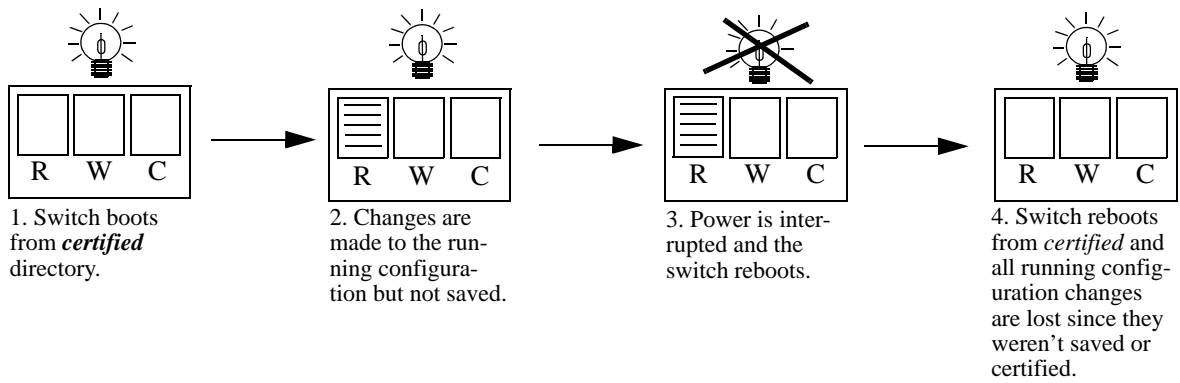 R W C
1. Switch boots
from certified
directory.
R W C
2. Changes are
made to the run-
ning configura-
tion but not saved.
R W C
3. Power is inter-
rupted and the
switch reboots.
R W C
4. Switch reboots
from certified and
all running config-
uration changes
are lost since they
weren’t saved or
certified.